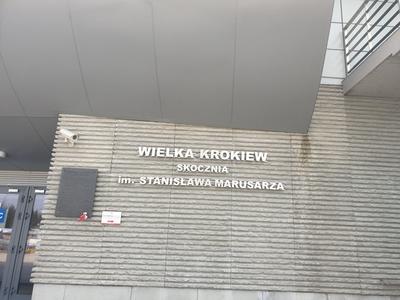 WIELKA KROKIEW
SKOCZNIA
im. STANISŁAWA MARUSARZA